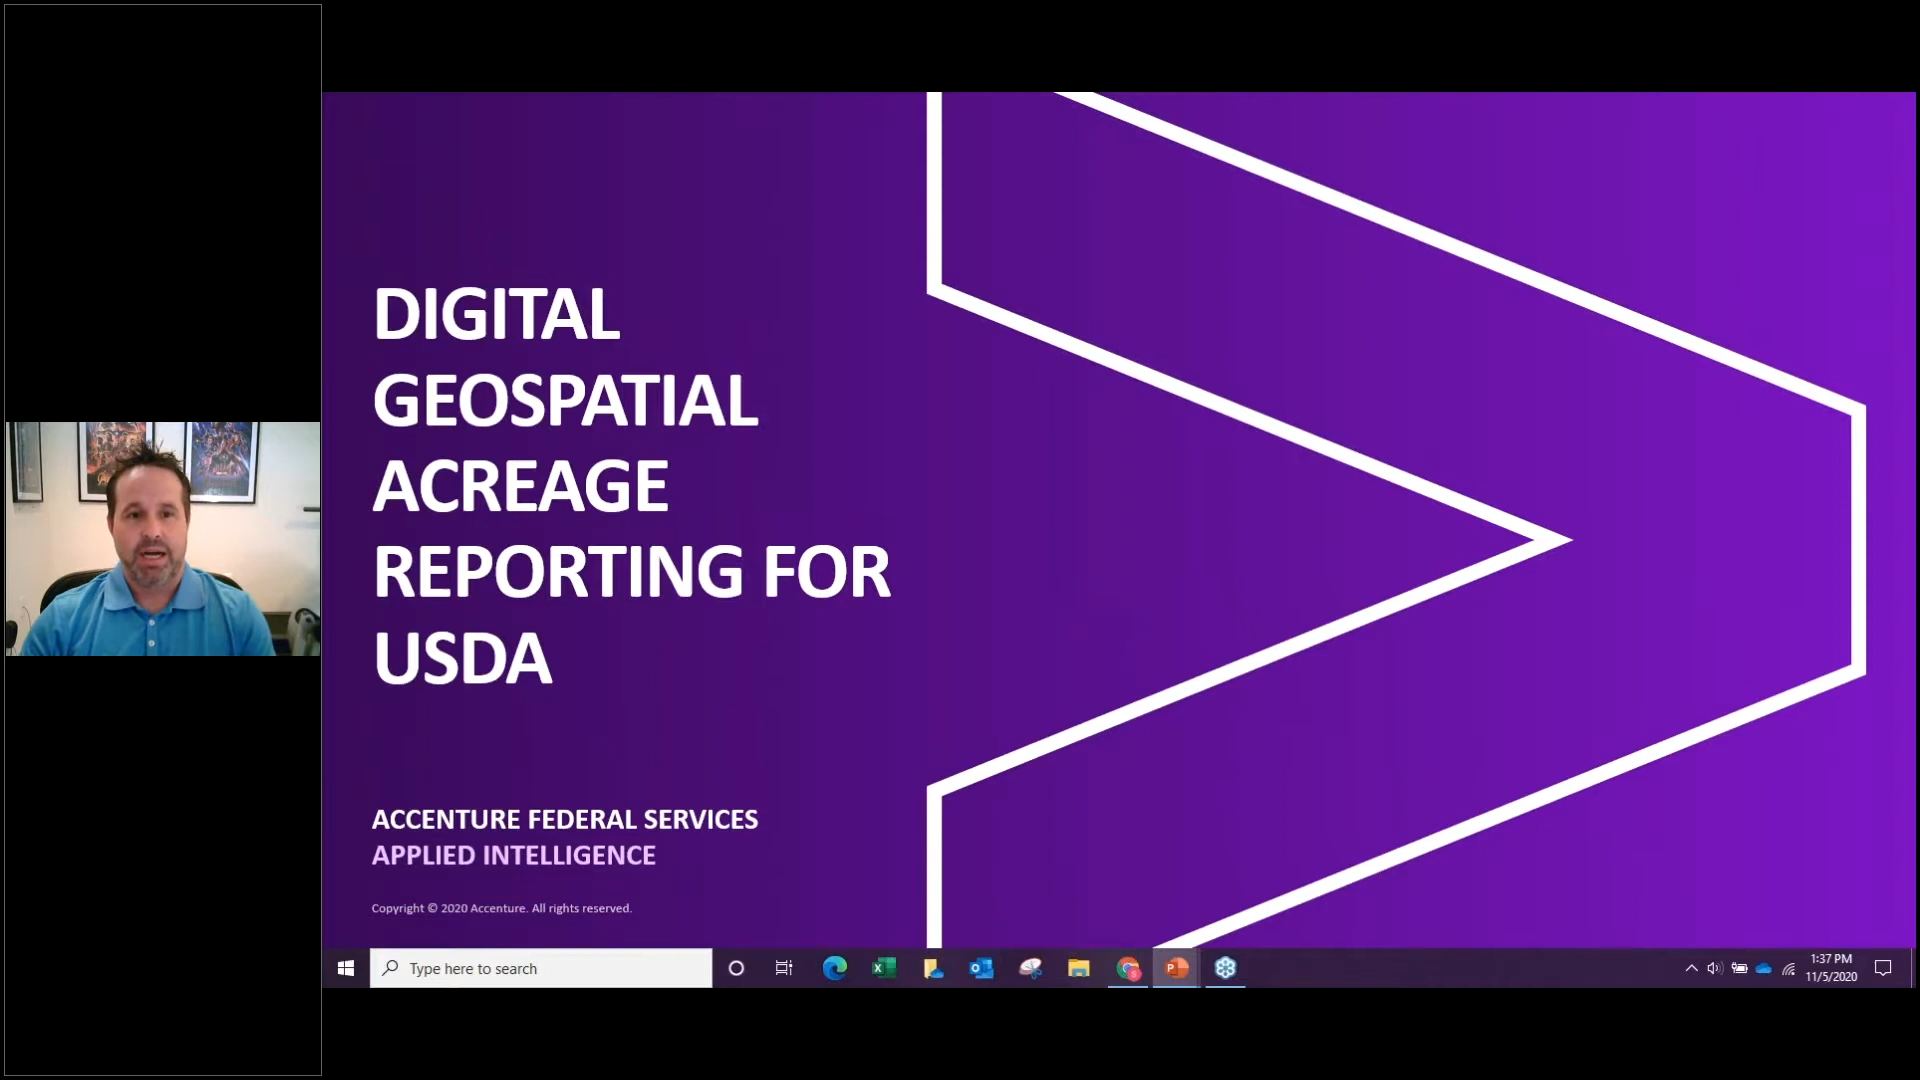 DIGITAL
GEOSPATIAL
ACREAGE
REPORTING FOR
USDA
ACCENTURE FEDERAL SERVICES
APPLIED INTELLIGENCE
Copyright © 2020 Accenture. All rights reserved.
Type here to search
1:37 PM
11/5/2020